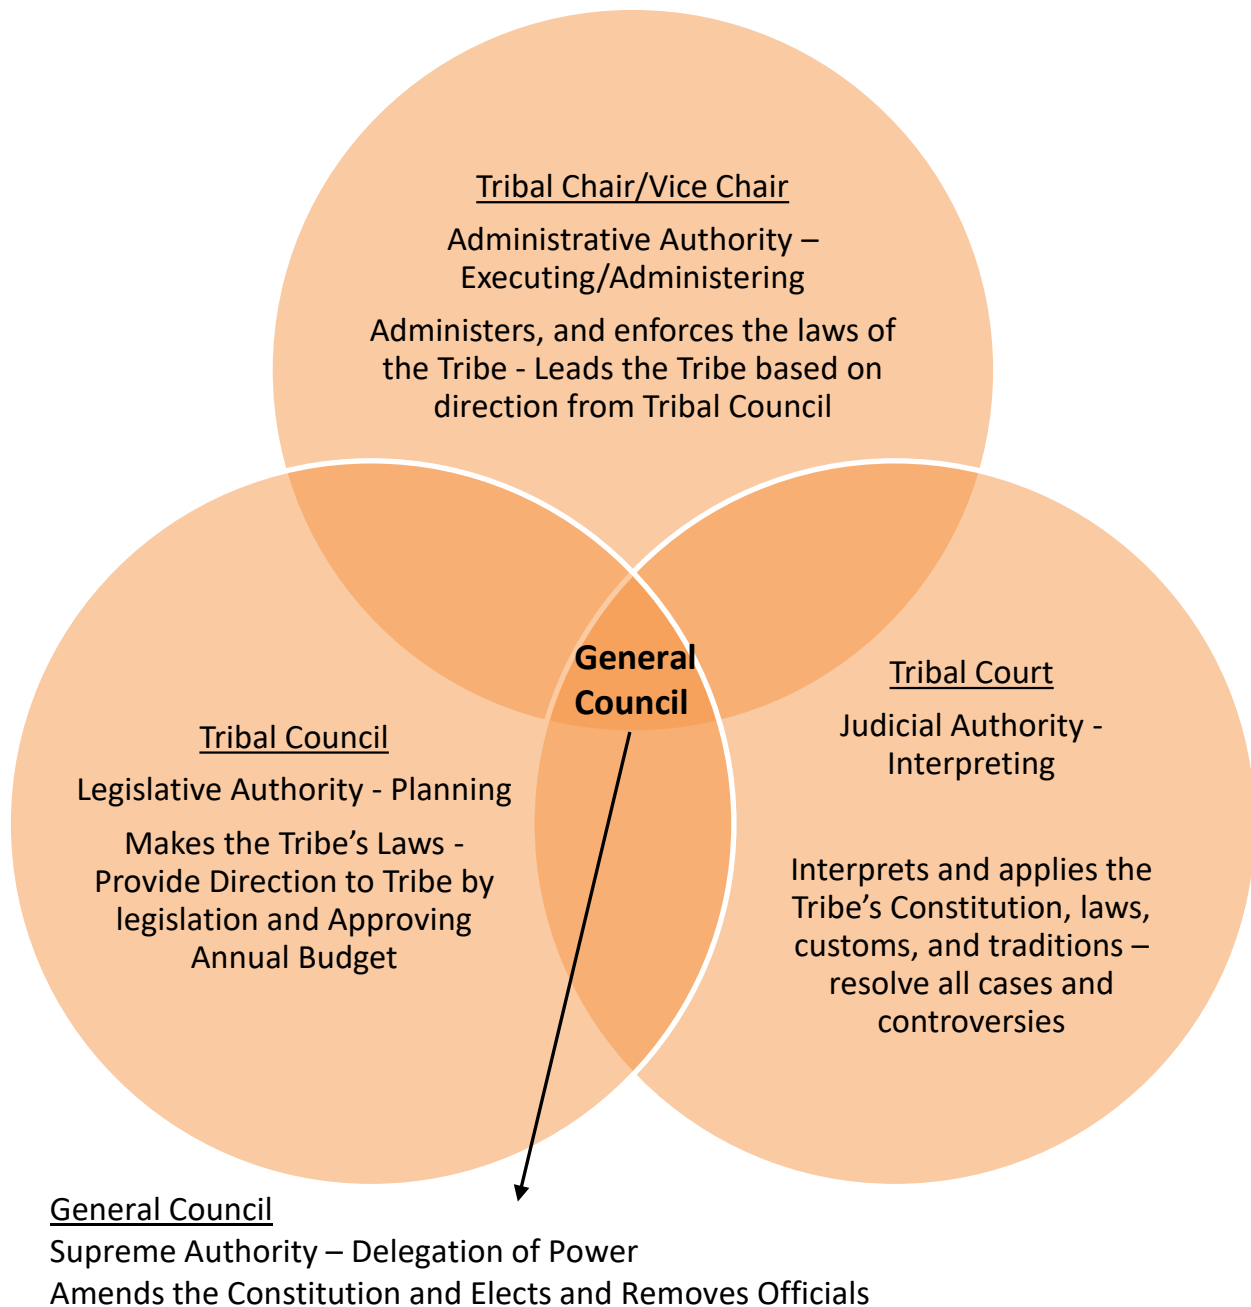 Tribal Chair/Vice Chair
Administrative Authority –
Executing/Administering
Administers, and enforces the laws of
the Tribe - Leads the Tribe based on
direction from Tribal Council
General
Council
Tribal Council
Legislative Authority - Planning
Makes the Tribe’s Laws -
Provide Direction to Tribe by
legislation and Approving
Annual Budget
Tribal Court
Judicial Authority -
Interpreting
Interprets and applies the
Tribe’s Constitution, laws,
customs, and traditions –
resolve all cases and
controversies
General Council
Supreme Authority – Delegation of Power
Amends the Constitution and Elects and Removes Officials